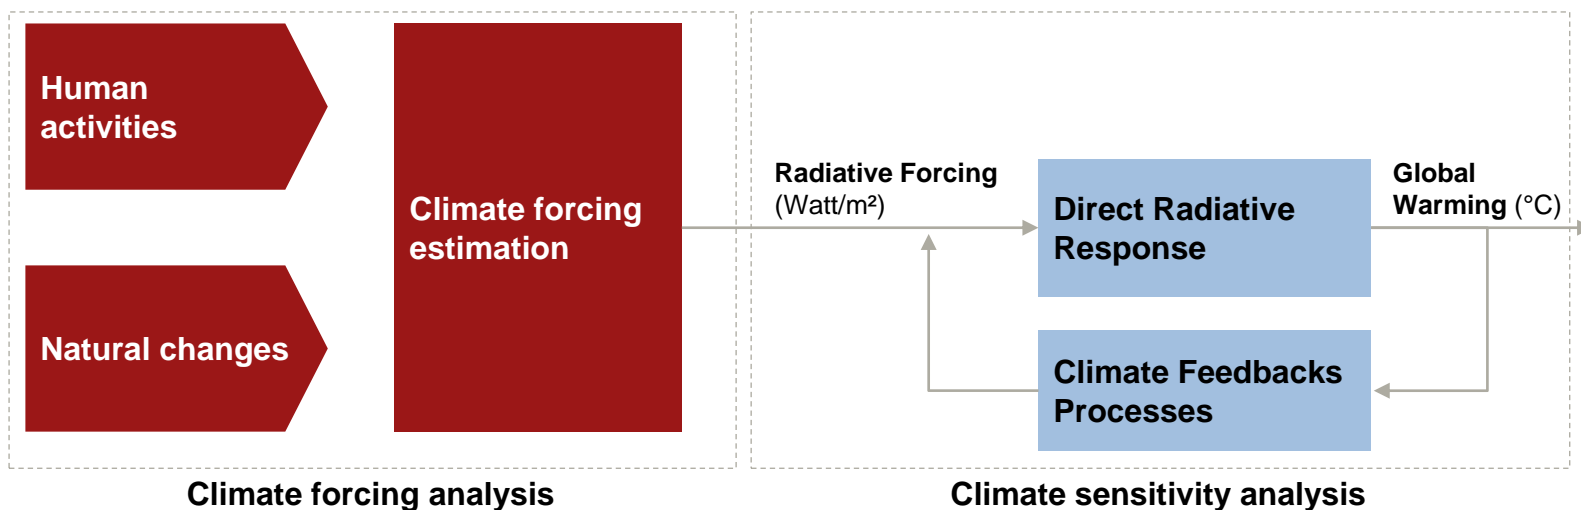 Human
activities
Natural changes
Climate forcing
estimation
Climate forcing analysis
Radiative Forcing
(Watt/m²)
Direct Radiative
Response
Global
Warming (°C)
Climate Feedbacks
Processes
Climate sensitivity analysis